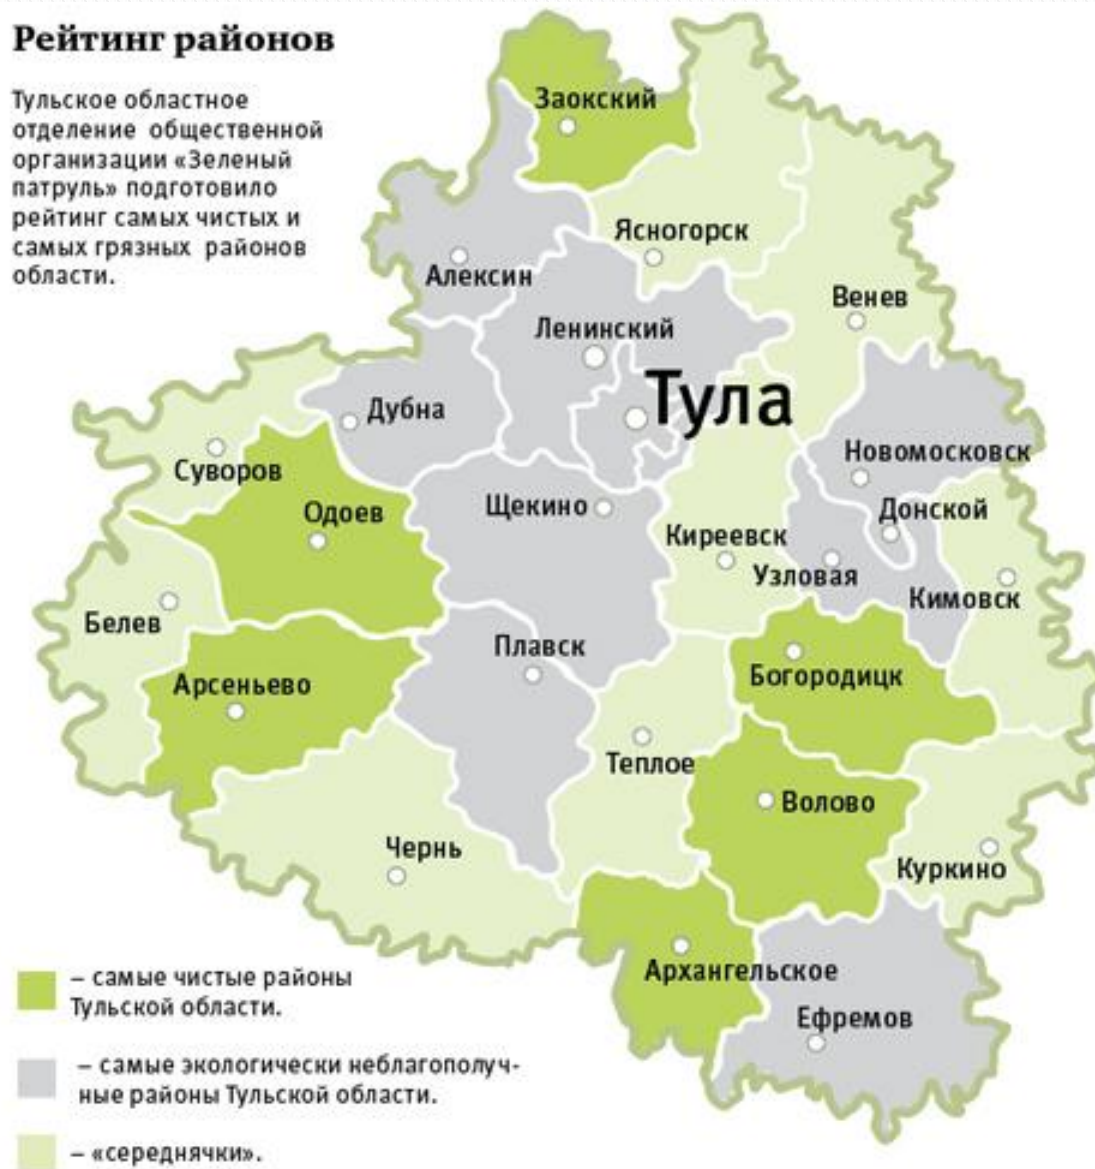 Рейтинг районов
Тульское областное
отделение общественной
организации «Зеленый
патруль» подготовило
рейтинг самых чистых и
самых грязных районов
области.
Заокский
Ясногорск
Алексин
Венев
Ленинский
Тула
Дубна
Новомосковск
Суворов
Щекино
Донской
Одоев
Киреевск
Узловая
Кимовск
Белев
Плавск
Богородицк
Арсеньево
Теплое
Волово
Чернь
Куркино
Архангельское
Ефремов
– самые чистые районы
Тульской области.
– самые экологически неблагополуч-
ные районы Тульской области.
– «середнячки».